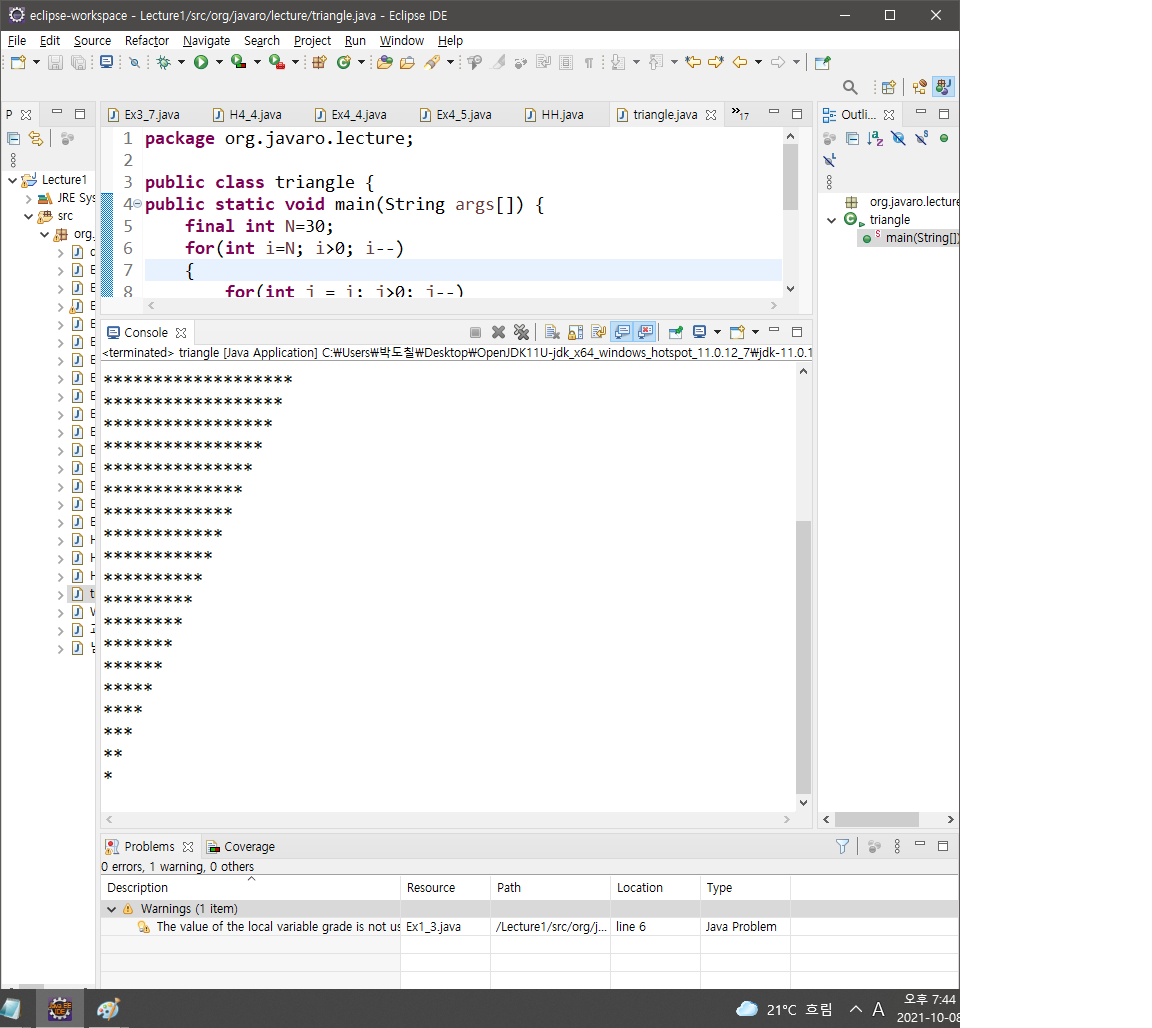 eclipse-workspace - Lecture1/src/org/javaro/lecture/triangle.java - Eclipse IDE
File Edit Source Refactor Navigate Search Project Run Window Help
P
Ex3_7.java H4_4.java Ex4_4.java Ex4_5.java HH.java triangle.java »17
Outli...
1 package org.javaro.lecture;
2
3 public class triangle {
4 public static void main(String args[]) {
5 final int N=30;
6 for(int i=N; i>0; i--)
7 {
8 for(int j = i; j>0; j--)
Lecture1
JRE Sys
src
org.
org.javaro.lecture
triangle
main(String[])
Console
<terminated> triangle [Java Application] C:₩Users₩박도칠₩Desktop₩OpenJDK11U-jdk_x64_windows_hotspot_11.0.12_7₩jdk-11.0.1
*******************
******************
*****************
****************
***************
**************
*************
************
***********
**********
*********
********
*******
******
*****
****
***
**
*
Problems Coverage
0 errors, 1 warning, 0 others
Description Resource Path Location Type
Warnings (1 item)
The value of the local variable grade is not us Ex1_3.java /Lecture1/src/org/j... line 6 Java Problem
21°C 흐림 A 오후 7:44
2021-10-08